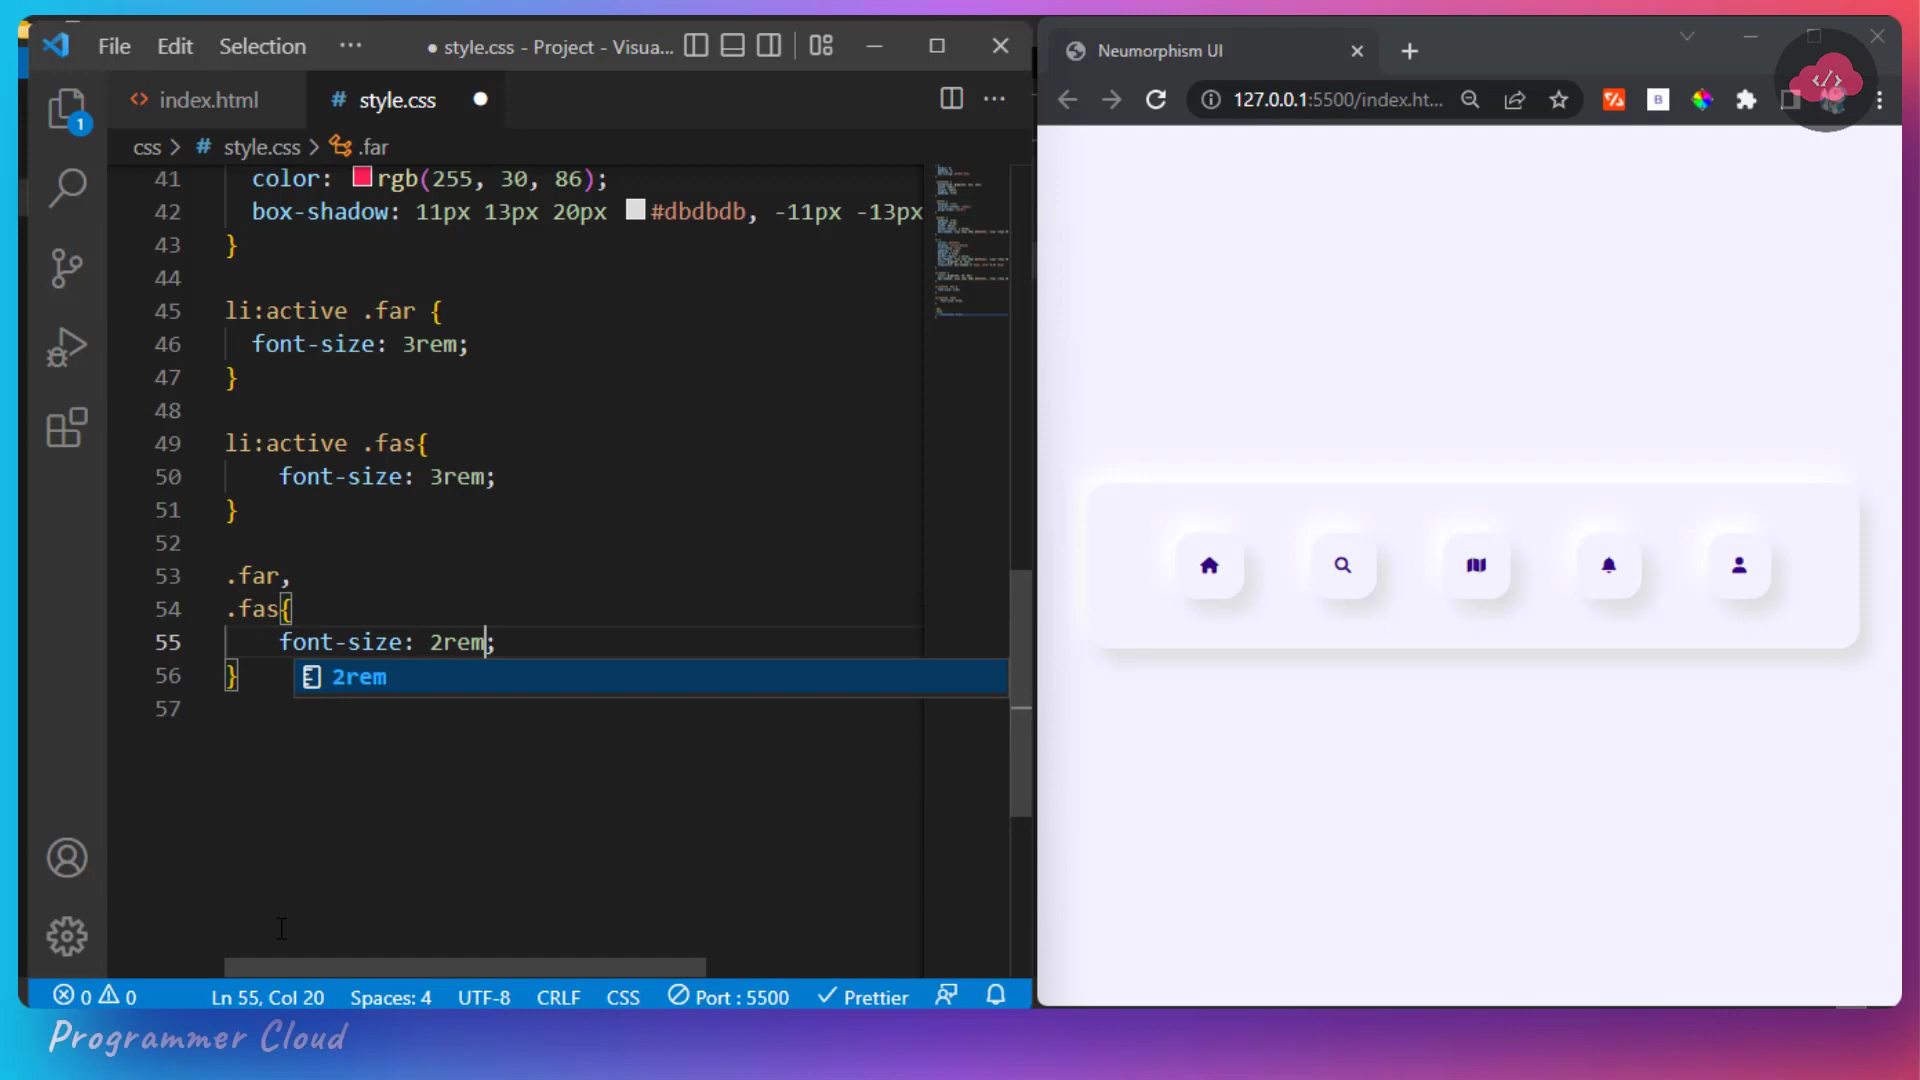 File Edit Selection ···
● style.css - Project - Visua...
index.html
# style.css ●
css > # style.css > .far
41 color: rgb(255, 30, 86);
42 box-shadow: 11px 13px 20px #dbdbdb, -11px -13px
43 }
44
45 li:active .far {
46 font-size: 3rem;
47 }
48
49 li:active .fas{
50 font-size: 3rem;
51 }
52
53 .far,
54 .fas{
55 font-size: 2rem;
56 }
2rem
57
1
0 0 Ln 55, Col 20 Spaces: 4 UTF-8 CRLF CSS Port : 5500 Prettier
Neumorphism UI
127.0.0.1:5500/index.ht...
B
Programmer Cloud